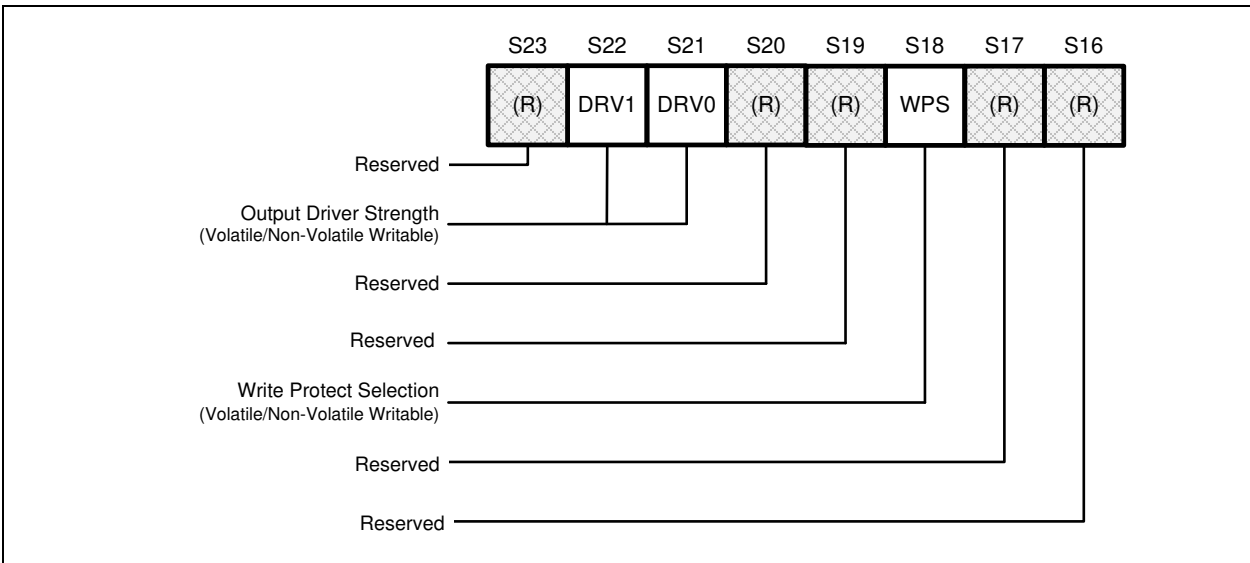 S23 S22 S21 S20 S19 S18 S17 S16
(R) DRV1 DRV0 (R) (R) WPS (R) (R)
Reserved
Output Driver Strength
(Volatile/Non-Volatile Writable)
Reserved
Reserved
Write Protect Selection
(Volatile/Non-Volatile Writable)
Reserved
Reserved